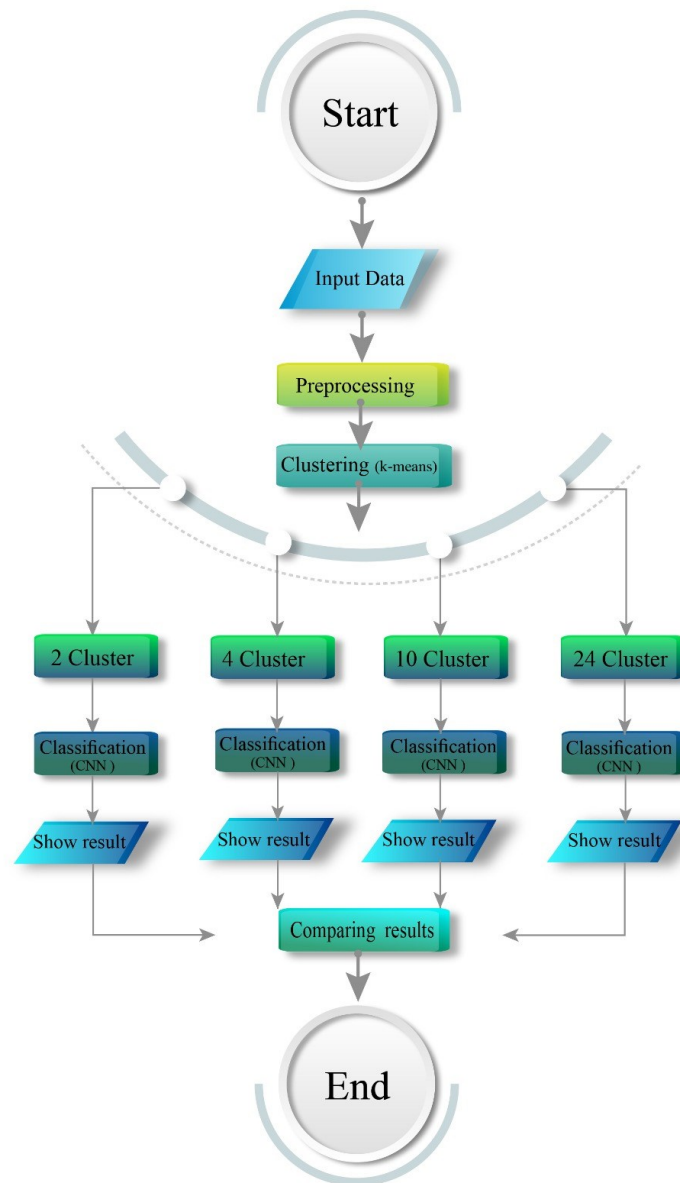 Start
Input Data
Preprocessing
Clustering (k-means)
2 Cluster
4 Cluster
10 Cluster
24 Cluster
Classification
(CNN )
Classification
(CNN )
Classification
(CNN )
Classification
(CNN )
Show result
Show result
Show result
Show result
Comparing results
End